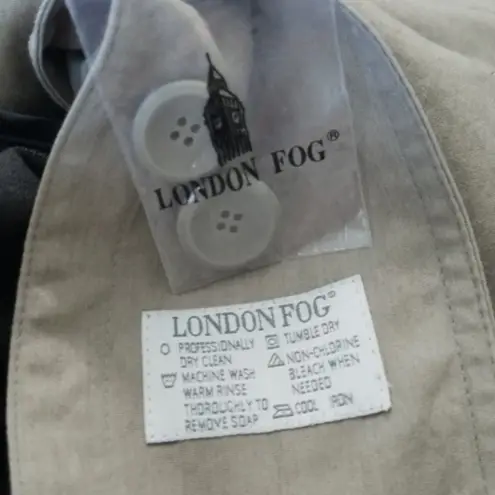 LONDON FOG®
LONDON FOG®
PROFESSIONALLY
DRY CLEAN
MACHINE WASH
WARM RINSE
THOROUGHLY TO
REMOVE SOAP
TUMBLE DRY
NON-CHLORINE
BLEACH WHEN
NEEDED
COOL IRON